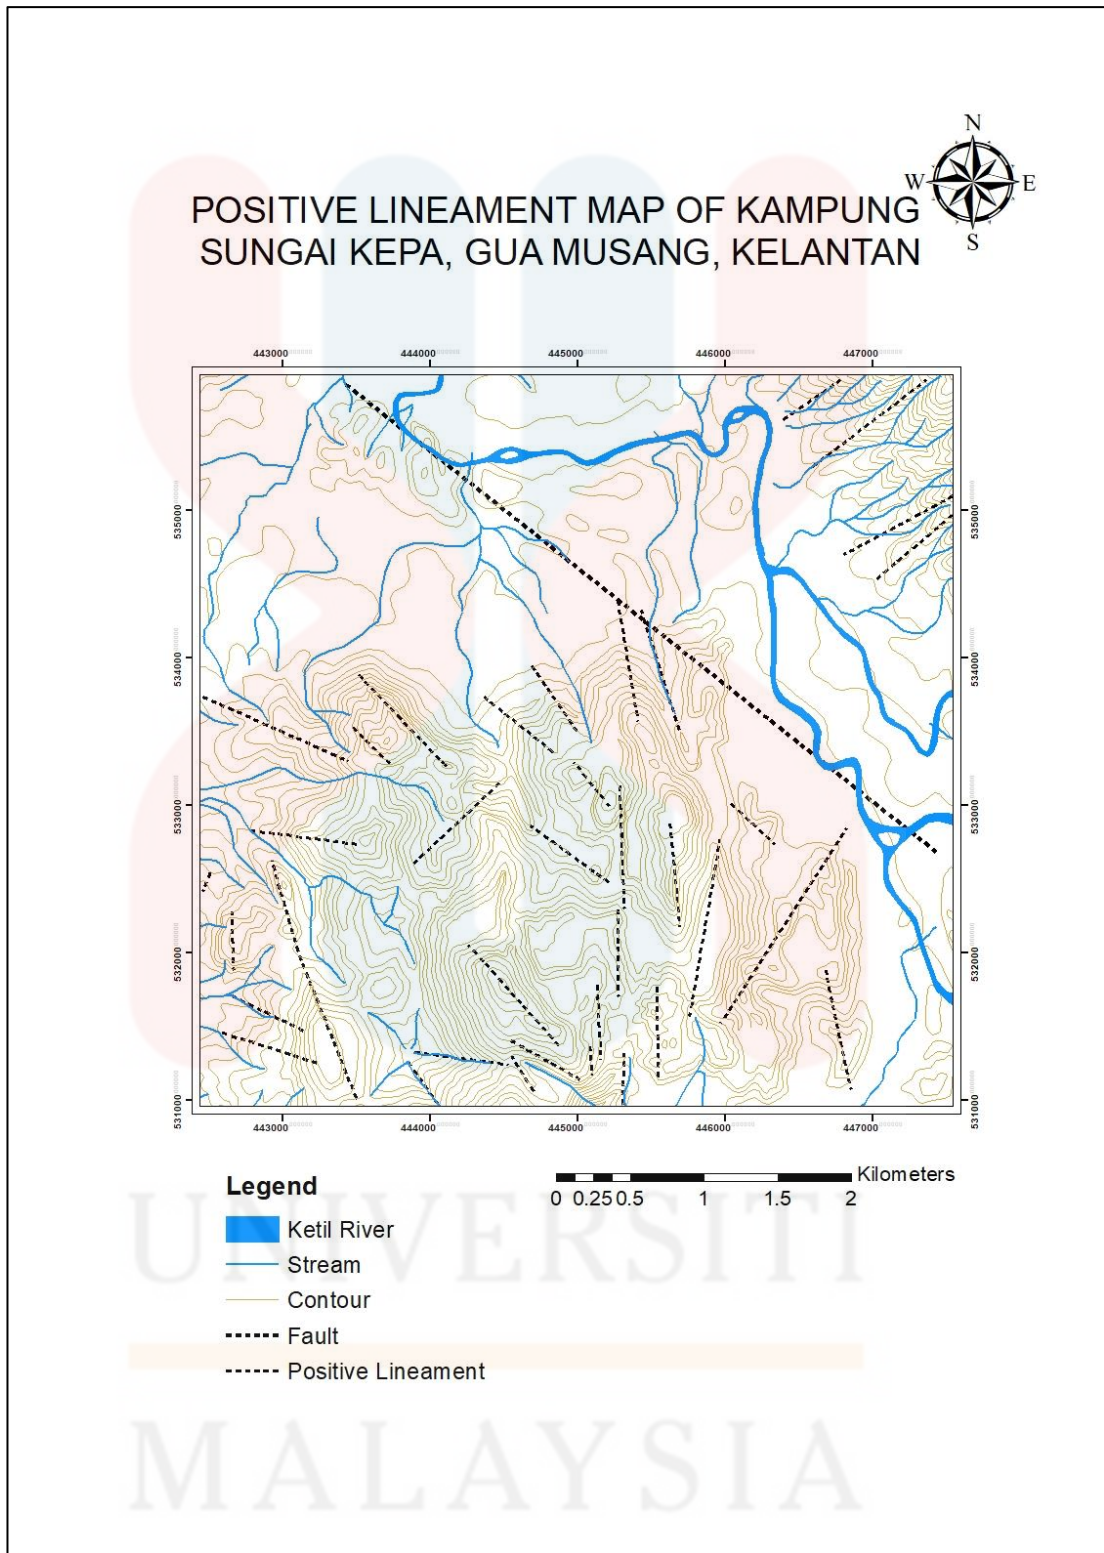 N
W E
S
POSITIVE LINEAMENT MAP OF KAMPUNG
SUNGAI KEPA, GUA MUSANG, KELANTAN
443000 444000 445000 446000 447000
535000 535000
534000 534000
533000 533000
532000 532000
531000 531000
443000 444000 445000 446000 447000
Kilometers
0 0.25 0.5 1 1.5 2
Legend
Ketil River
Stream
Contour
Fault
Positive Lineament
UNIVERSITI
MALAYSIA